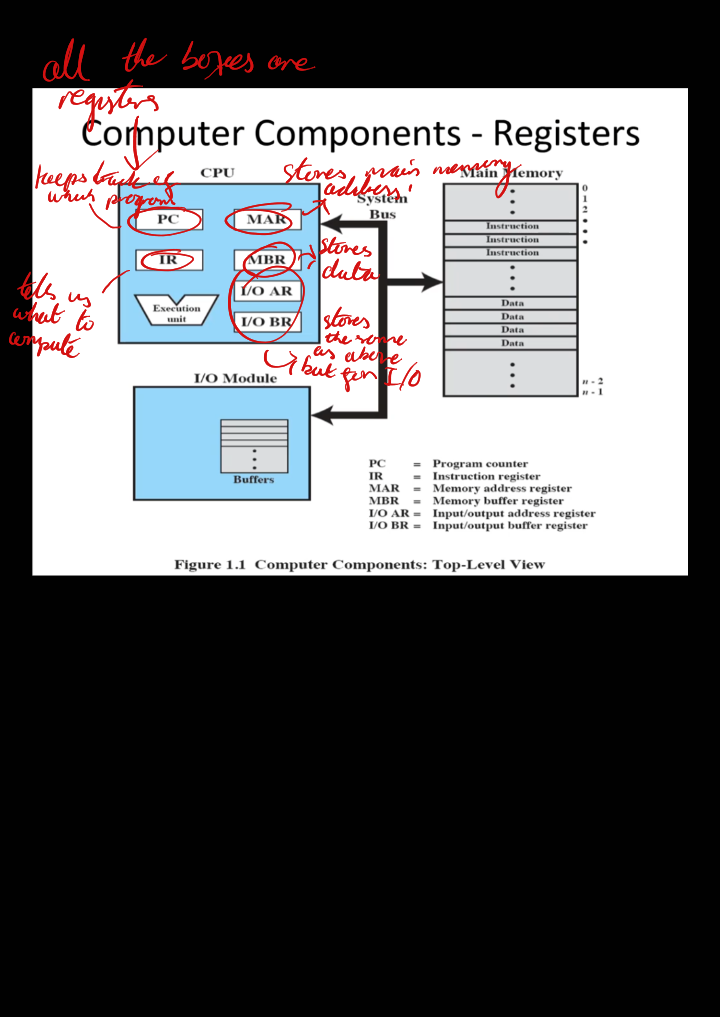 all the boxes are
registers
Computer Components - Registers
keeps track of
which program
stores main memory
address
CPU
System
Bus
Main Memory
PC
MAR
IR
MBR
I/O AR
I/O BR
Execution
unit
stores
data
tells us
what to
compute
stores
the same
as above
but for I/O
0
1
2
Instruction
Instruction
Instruction
Data
Data
Data
Data
n - 2
n - 1
I/O Module
Buffers
PC = Program counter
IR = Instruction register
MAR = Memory address register
MBR = Memory buffer register
I/O AR = Input/output address register
I/O BR = Input/output buffer register
Figure 1.1 Computer Components: Top-Level View